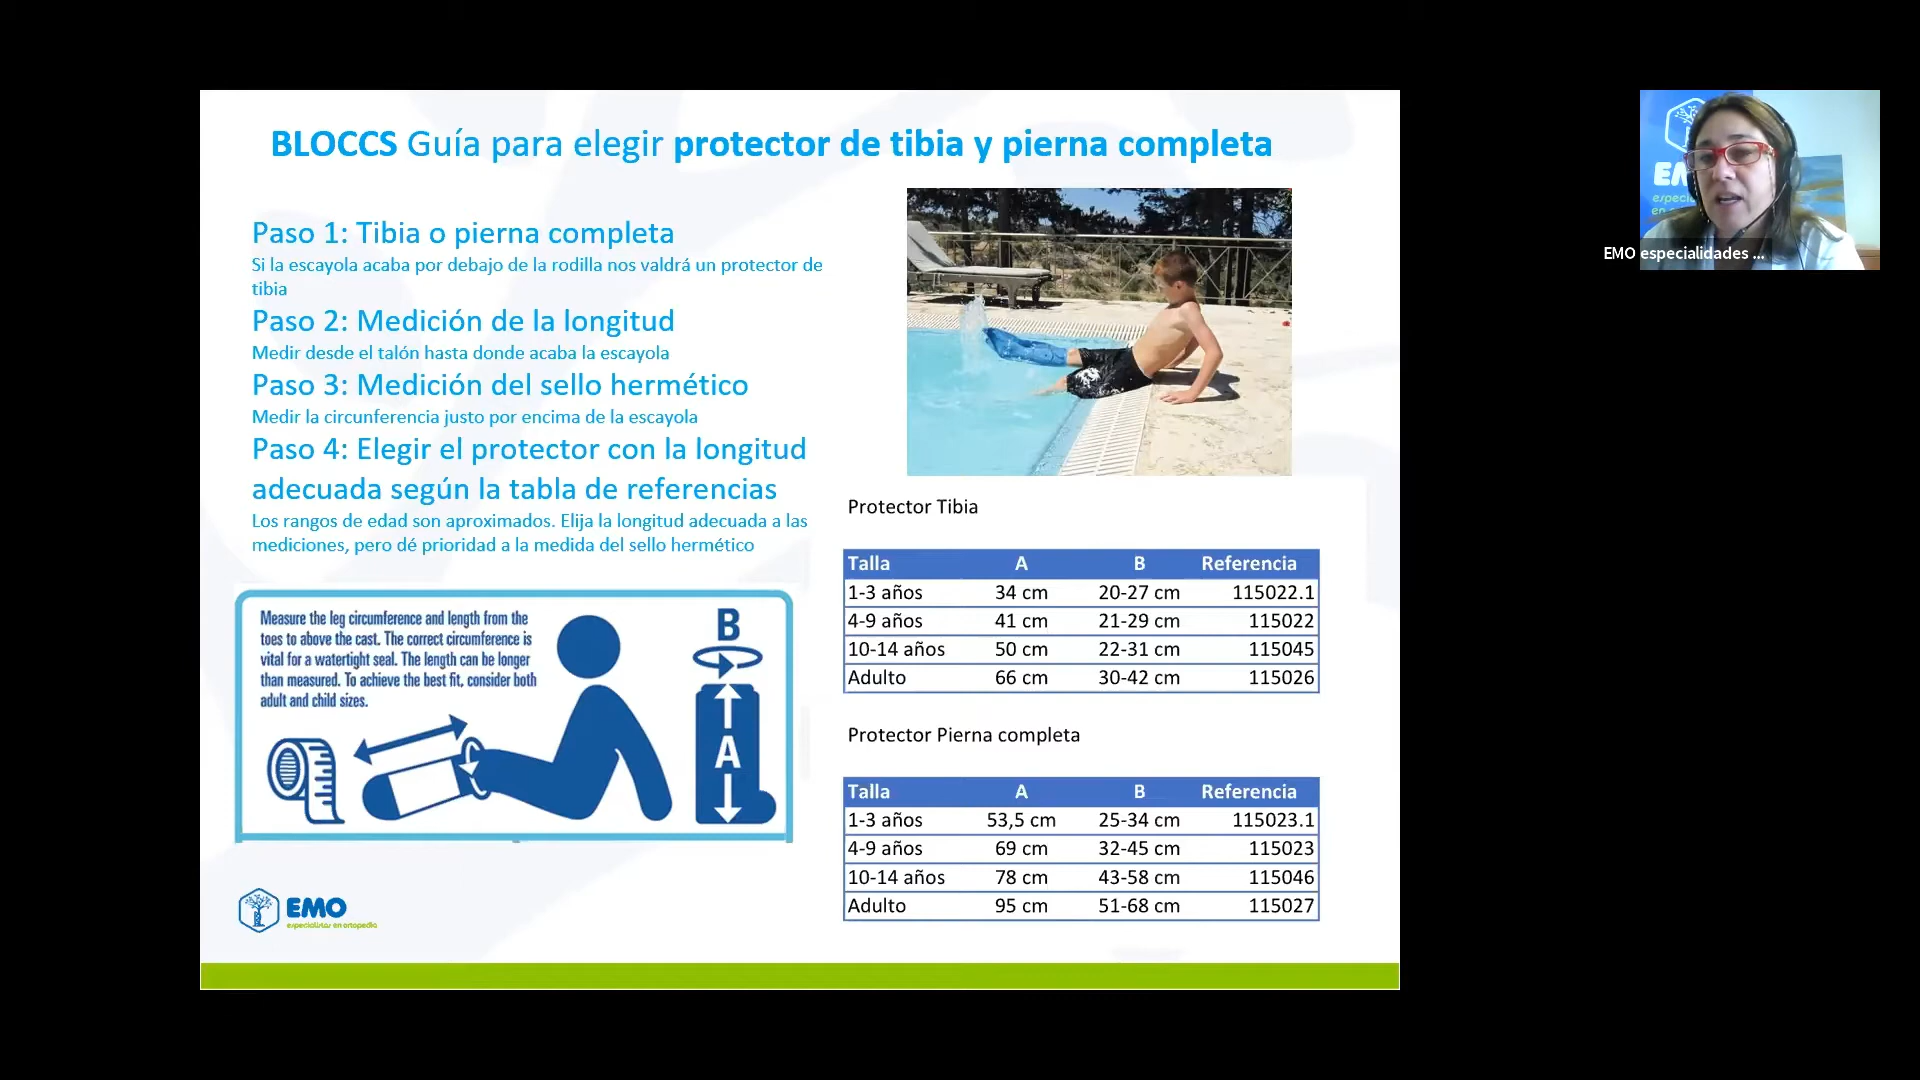 BLOCCS Guía para elegir protector de tibia y pierna completa
Paso 1: Tibia o pierna completa
Si la escayola acaba por debajo de la rodilla nos valdrá un protector de
tibia
Paso 2: Medición de la longitud
Medir desde el talón hasta donde acaba la escayola
Paso 3: Medición del sello hermético
Medir la circunferencia justo por encima de la escayola
Paso 4: Elegir el protector con la longitud
adecuada según la tabla de referencias
Los rangos de edad son aproximados. Elija la longitud adecuada a las
mediciones, pero dé prioridad a la medida del sello hermético
Measure the leg circumference and length from the
toes to above the cast. The correct circumference is
vital for a watertight seal. The length can be longer
than measured. To achieve the best fit, consider both
adult and child sizes.
B
A
EMO
especialistas en ortopedia
Protector Tibia
Talla A B Referencia
1-3 años 34 cm 20-27 cm 115022.1
4-9 años 41 cm 21-29 cm 115022
10-14 años 50 cm 22-31 cm 115045
Adulto 66 cm 30-42 cm 115026
Protector Pierna completa
Talla A B Referencia
1-3 años 53,5 cm 25-34 cm 115023.1
4-9 años 69 cm 32-45 cm 115023
10-14 años 78 cm 43-58 cm 115046
Adulto 95 cm 51-68 cm 115027
EMO especialidades ...